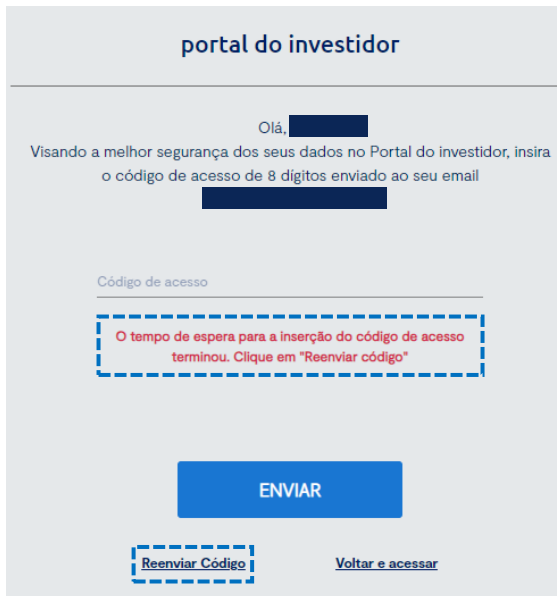 portal do investidor
Olá,
Visando a melhor segurança dos seus dados no Portal do investidor, insira
o código de acesso de 8 dígitos enviado ao seu email
Código de acesso
O tempo de espera para a inserção do código de acesso
terminou. Clique em "Reenviar código"
ENVIAR
Reenviar Código
Voltar e acessar